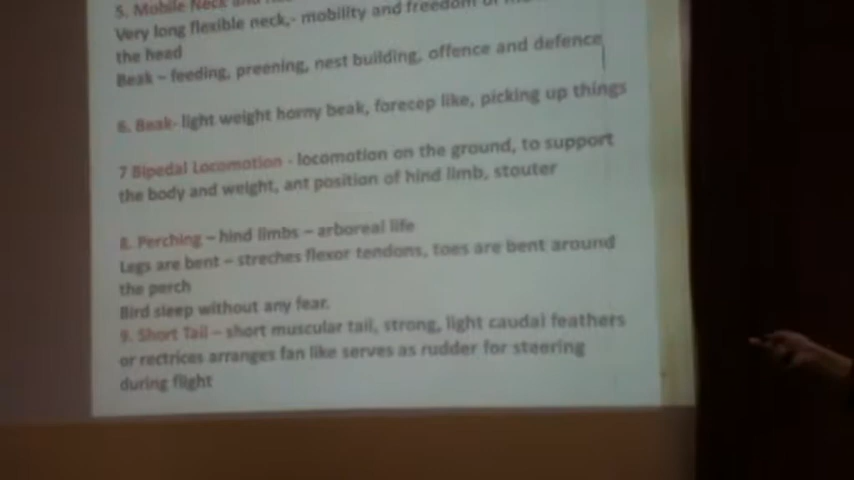 5. Mobile Neck and
Very long flexible neck,- mobility and freedom of
the head
Beak – feeding, preening, nest building, offence and defence
6. Beak- light weight horny beak, forecep like, picking up things
7 Bipedal Locomotion - locomotion on the ground, to support
the body and weight, ant position of hind limb, stouter
8. Perching – hind limbs – arboreal life
Legs are bent – streches flexor tendons, toes are bent around
the perch
Bird sleep without any fear.
9. Short Tail – short muscular tail, strong, light caudal feathers
or rectrices arranges fan like serves as rudder for steering
during flight